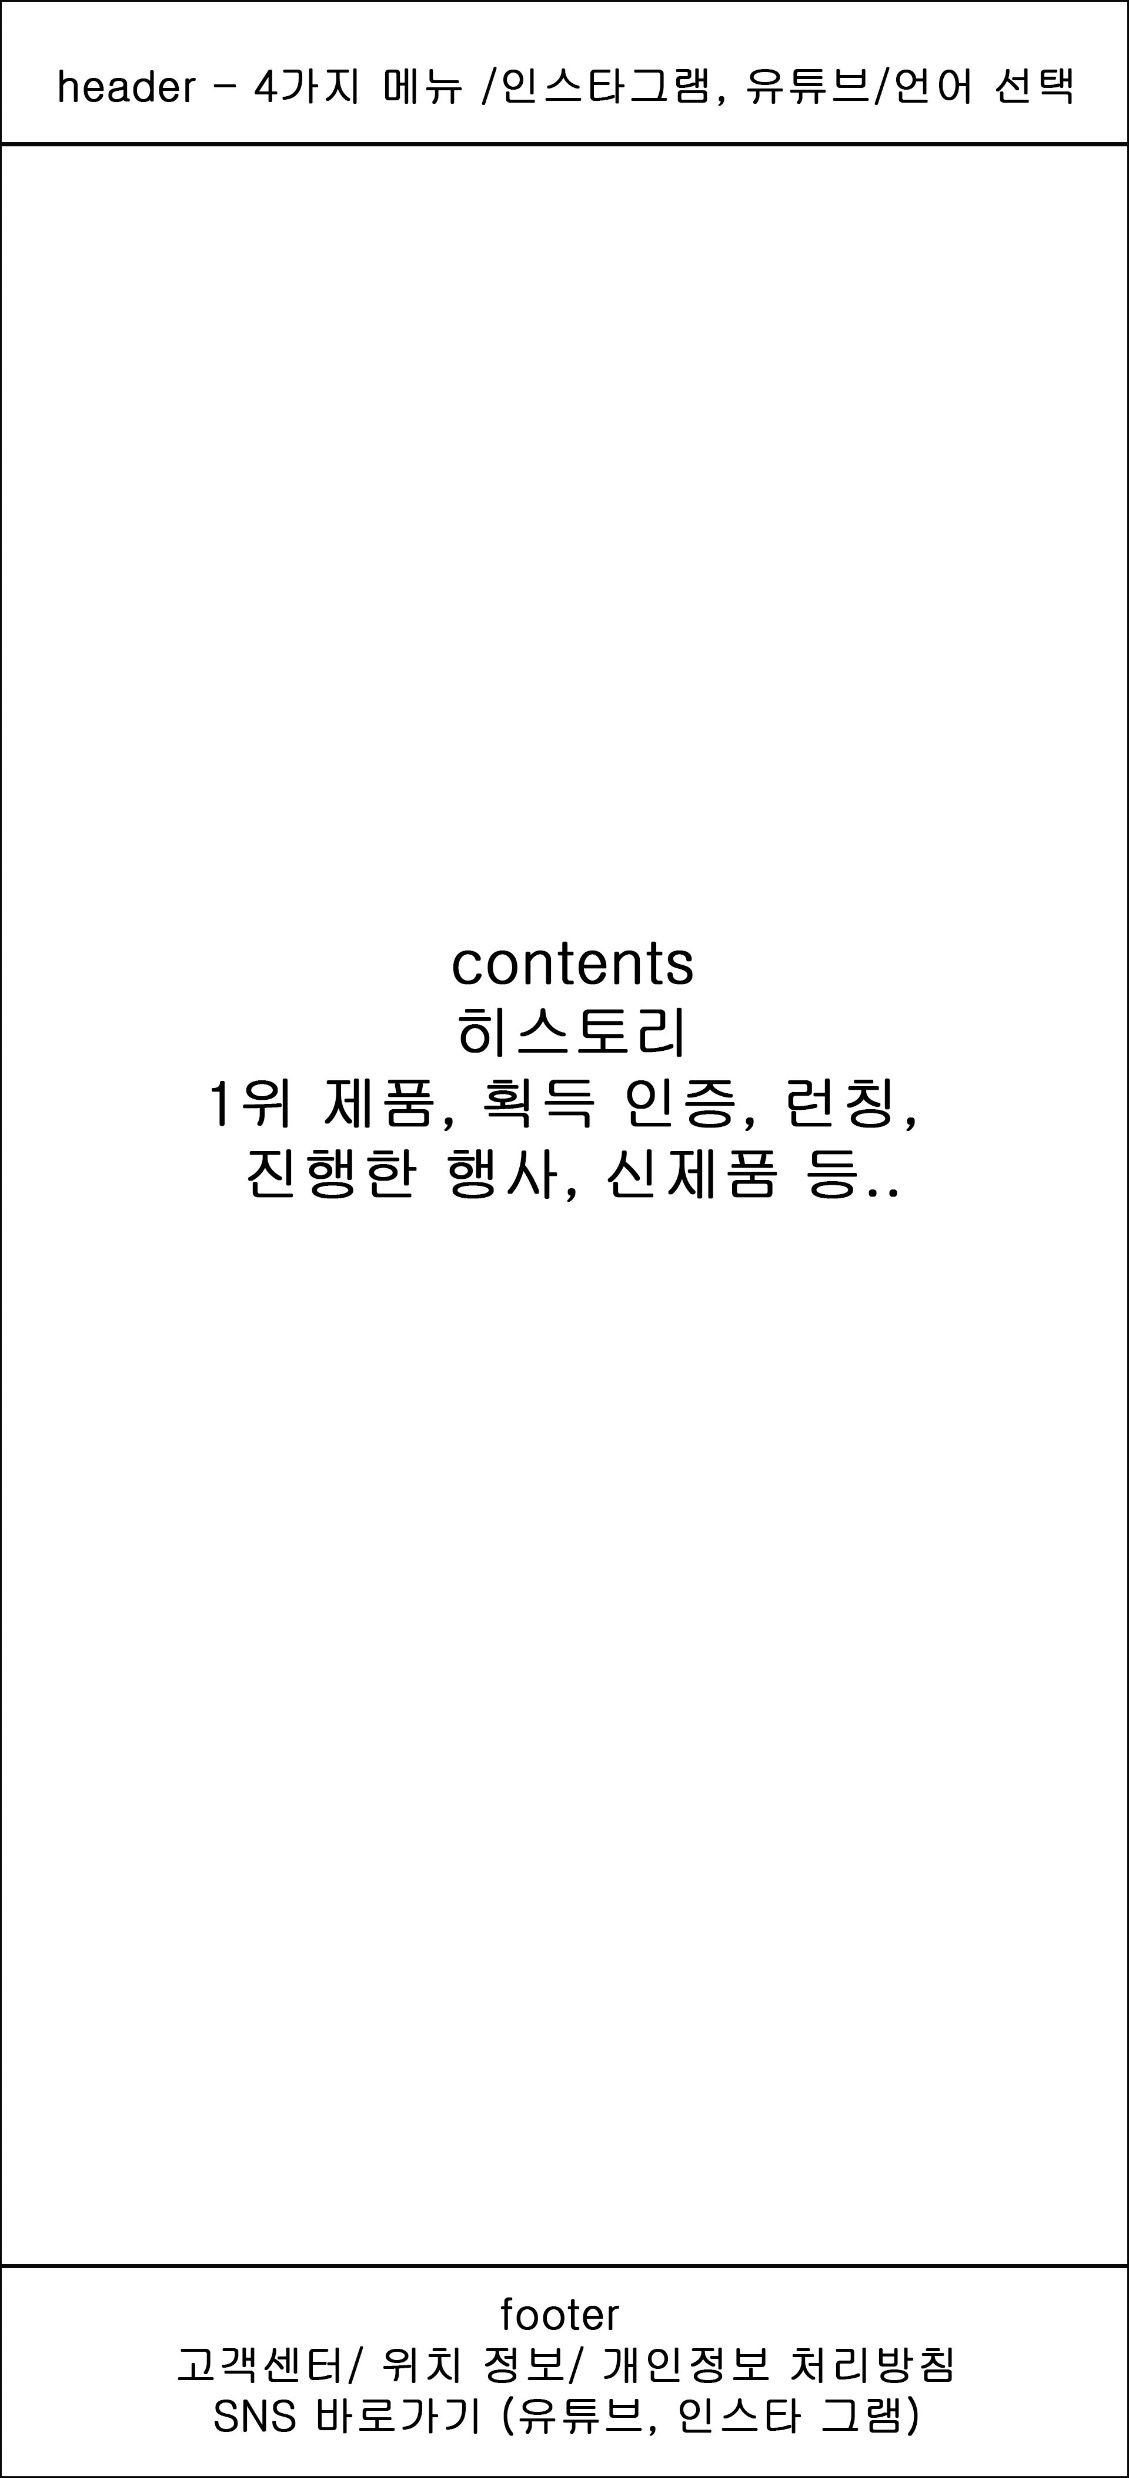 header - 4가지 메뉴 /인스타그램, 유튜브/언어 선택
contents
히스토리
1위 제품, 획득 인증, 런칭,
진행한 행사, 신제품 등..
footer
고객센터/ 위치 정보/ 개인정보 처리방침
SNS 바로가기 (유튜브, 인스타 그램)